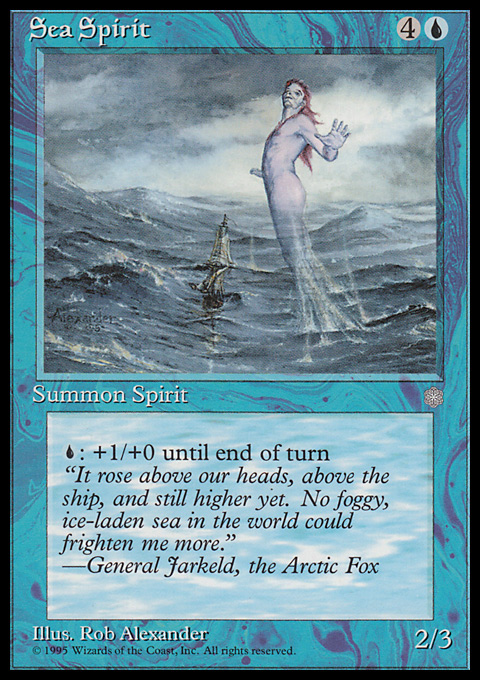 Sea Spirit 4
Alexander
Summon Spirit
: +1/+0 until end of turn
“It rose above our heads, above the
ship, and still higher yet. No foggy,
ice-laden sea in the world could
frighten me more.”
—General Jarkeld, the Arctic Fox
Illus. Rob Alexander
2/3
© 1995 Wizards of the Coast, Inc. All rights reserved.